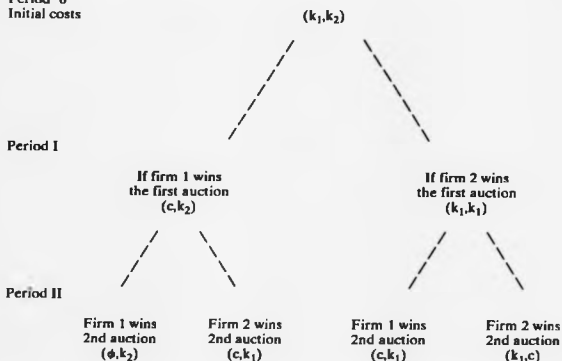 Period 0
Initial costs
(k₁,k₂)
Period I
If firm 1 wins
the first auction
(c,k₂)
If firm 2 wins
the first auction
(k₁,k₁)
Period II
Firm 1 wins
2nd auction
(ϕ,k₂)
Firm 2 wins
2nd auction
(c,k₁)
Firm 1 wins
2nd auction
(c,k₁)
Firm 2 wins
2nd auction
(k₁,c)